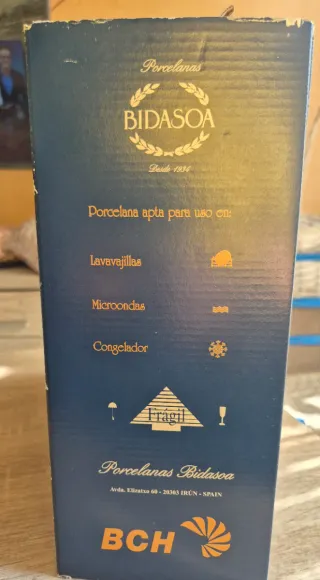 Porcelanas
BIDASOA
Desde 1934
Porcelana apta para uso en:
Lavavajillas
Microondas
Congelador
Frágil
Porcelanas Bidasoa
Avda. Elizatxo 60 - 20303 IRÚN - SPAIN
BCH